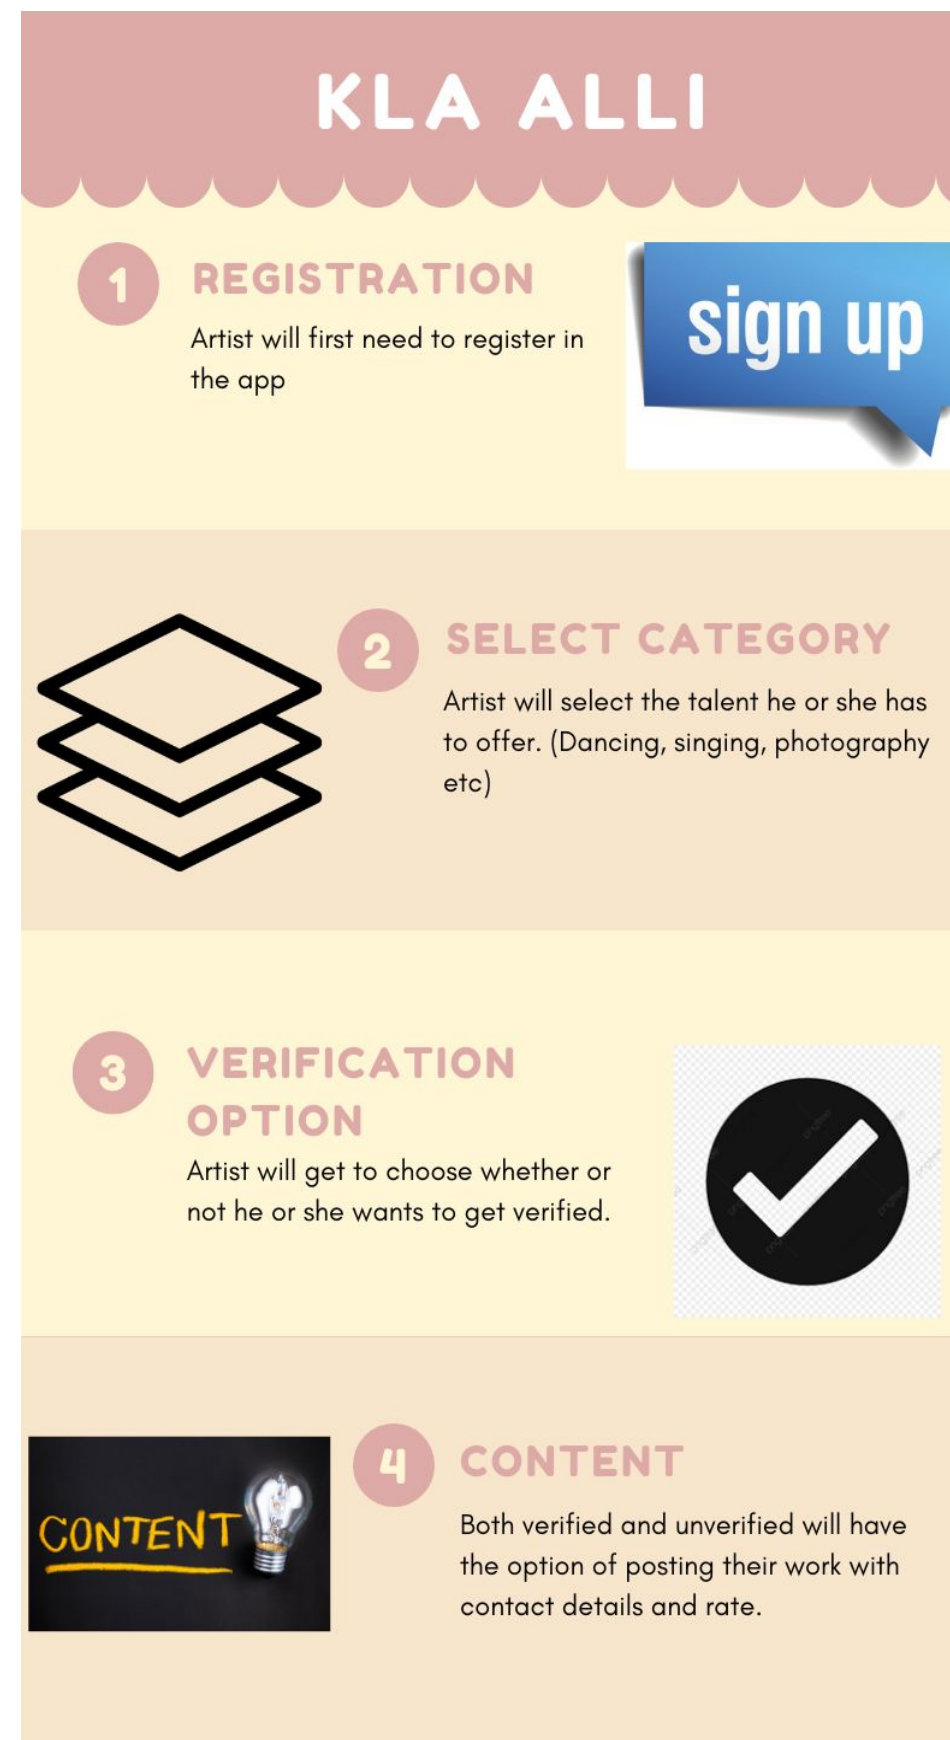 KLA ALLI
1
REGISTRATION
Artist will first need to register in
the app
sign up
2
SELECT CATEGORY
Artist will select the talent he or she has
to offer. (Dancing, singing, photography
etc)
3
VERIFICATION
OPTION
Artist will get to choose whether or
not he or she wants to get verified.
CONTENT
4
CONTENT
Both verified and unverified will have
the option of posting their work with
contact details and rate.